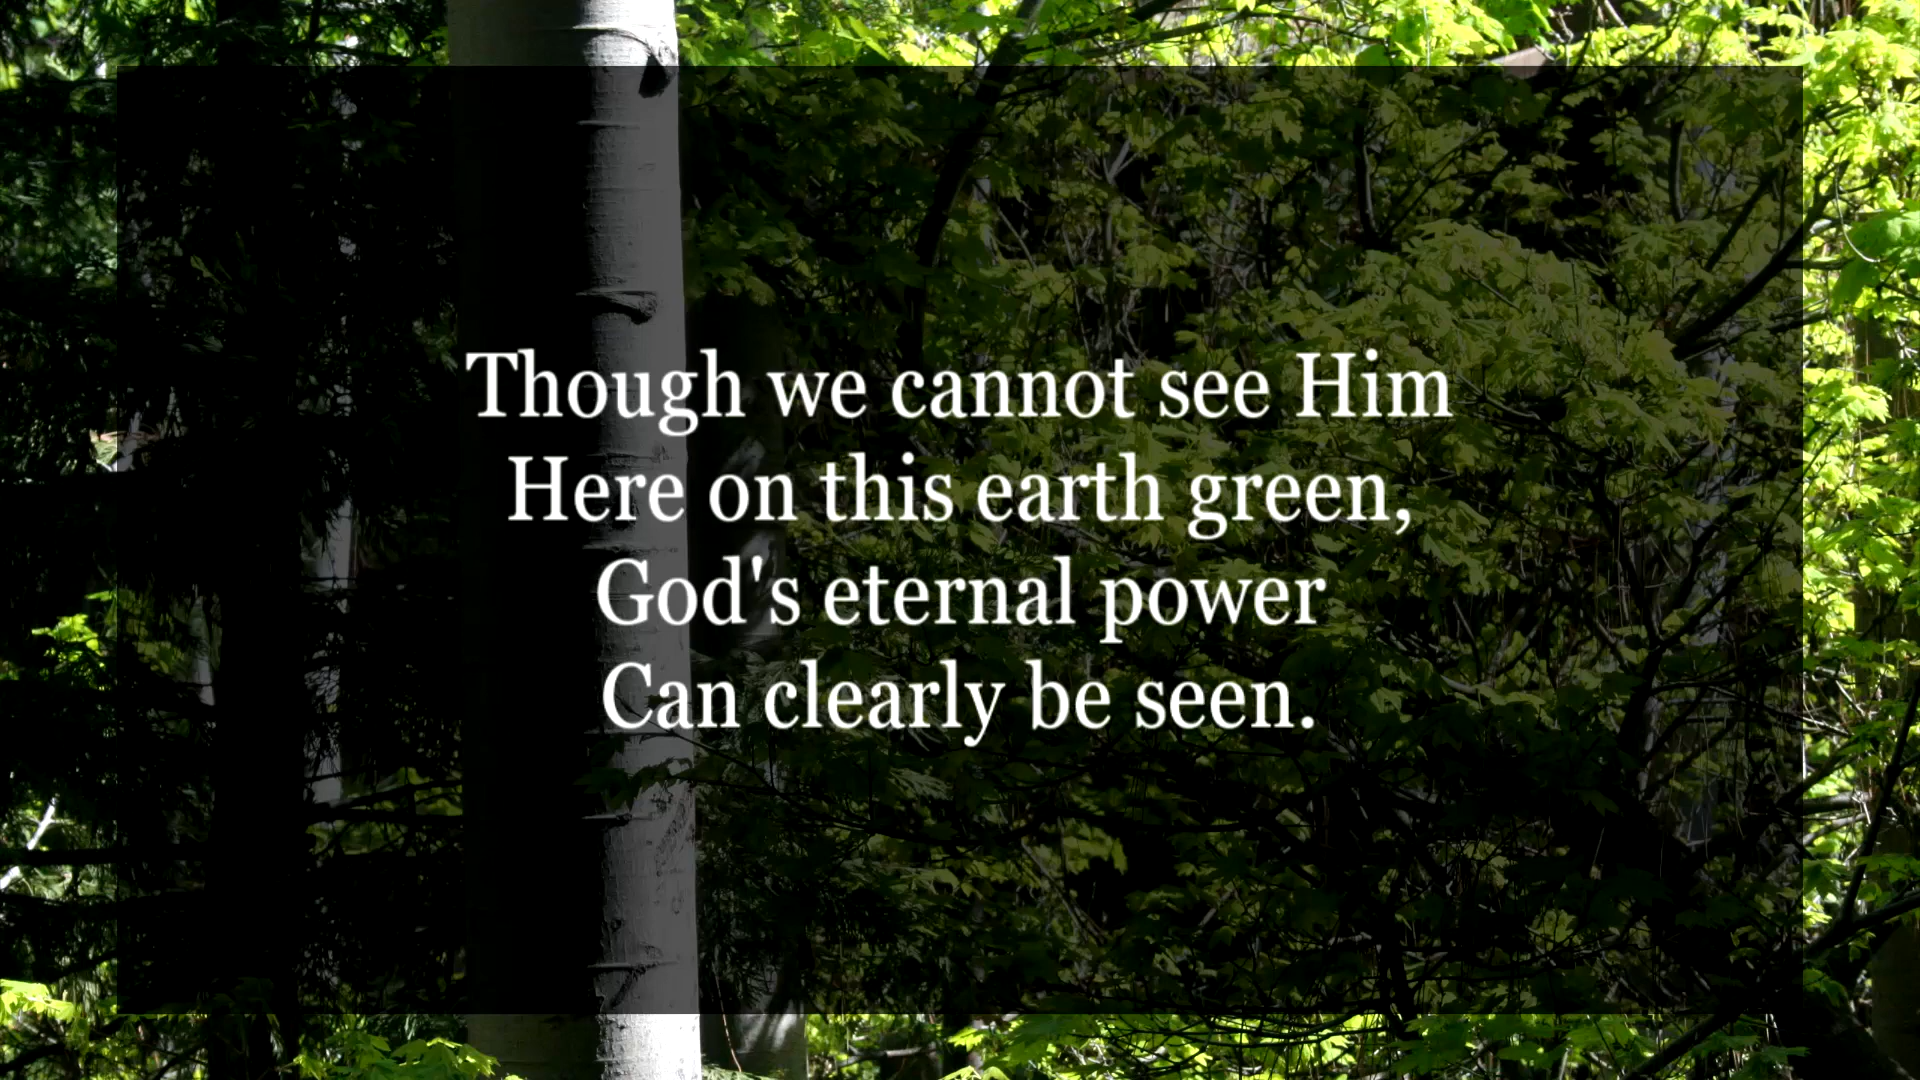 Though we cannot see Him
Here on this earth green,
God's eternal power
Can clearly be seen.